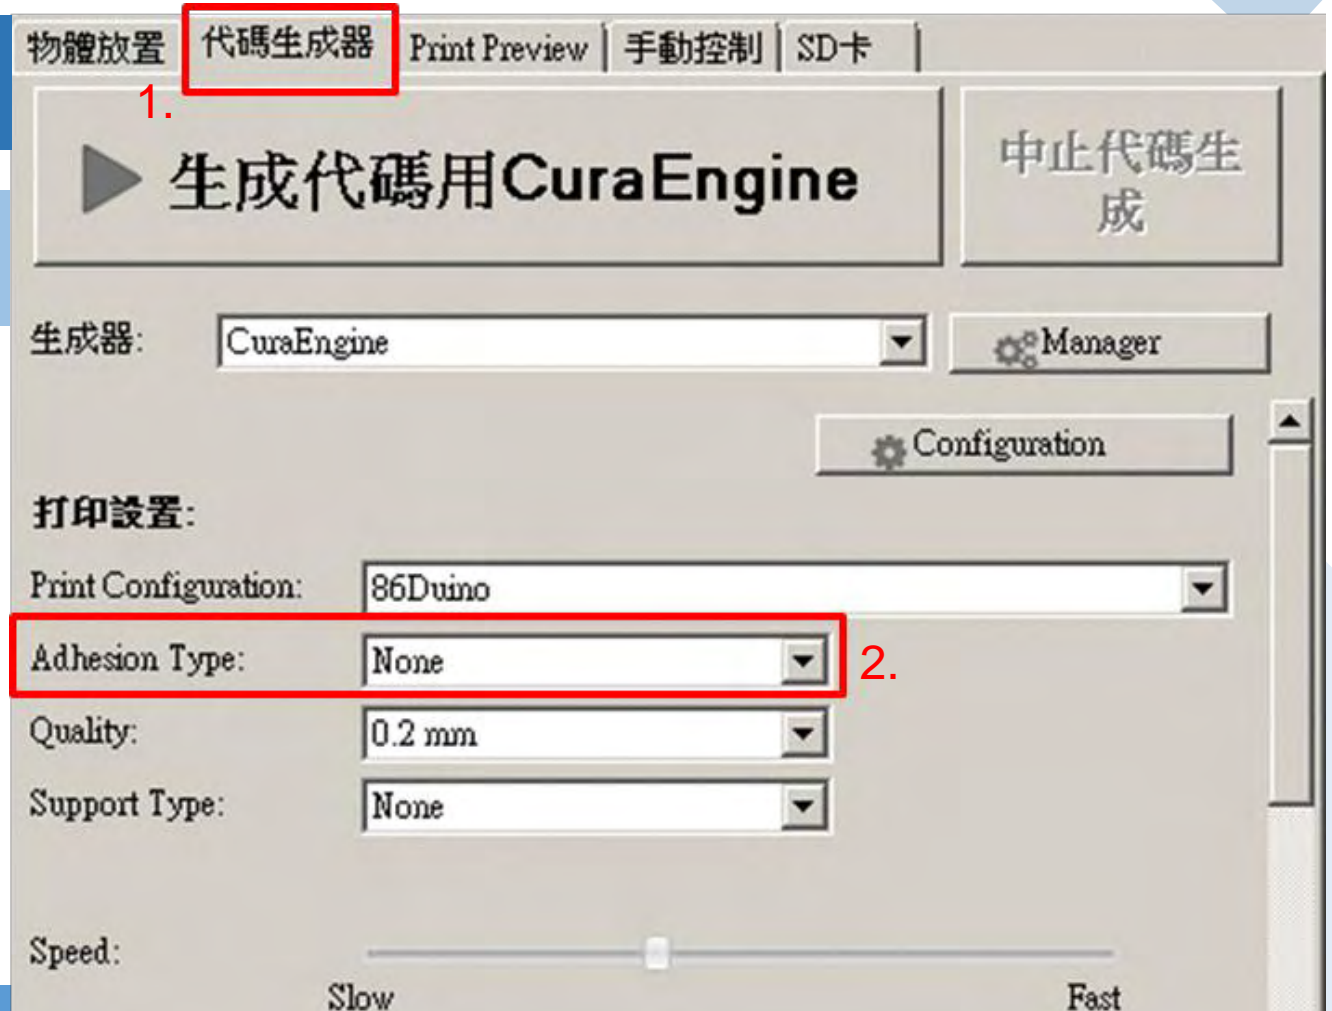 物體放置 代碼生成器 Print Preview 手動控制 SD卡
1.
生成代碼用CuraEngine
中止代碼生
成
生成器: CuraEngine Manager
Configuration
打印設置:
Print Configuration: 86Duino
Adhesion Type: None 2.
Quality: 0.2 mm
Support Type: None
Speed:
Slow Fast